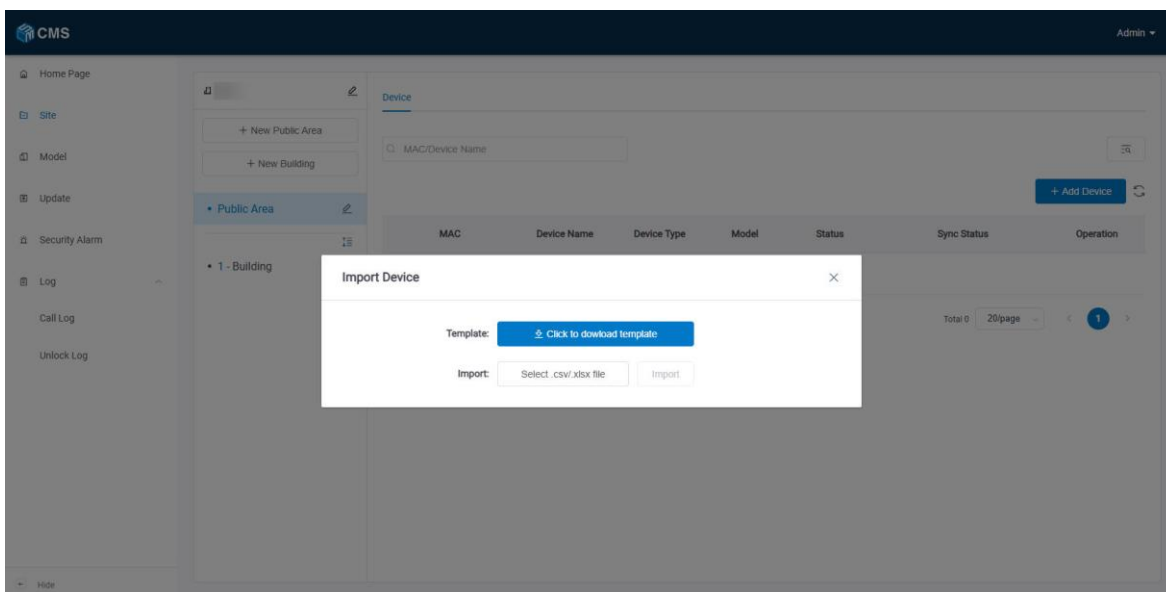 CMS
Admin
Home Page
Site
Model
Update
Security Alarm
Log
Call Log
Unlock Log
Hide
+ New Public Area
+ New Building
• Public Area
• 1 - Building
Device
MAC/Device Name
+ Add Device
MAC Device Name Device Type Model Status Sync Status Operation
Total 0 20/page < 1 >
Import Device
Template: Click to dowload template
Import: Select .csv/.xlsx file Import